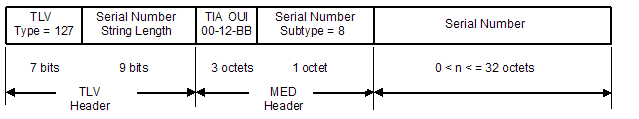 TLV
Type = 127
Serial Number
String Length
TIA OUI
00-12-BB
Serial Number
Subtype = 8
Serial Number
7 bits
9 bits
3 octets
1 octet
0 < n < = 32 octets
TLV
Header
MED
Header